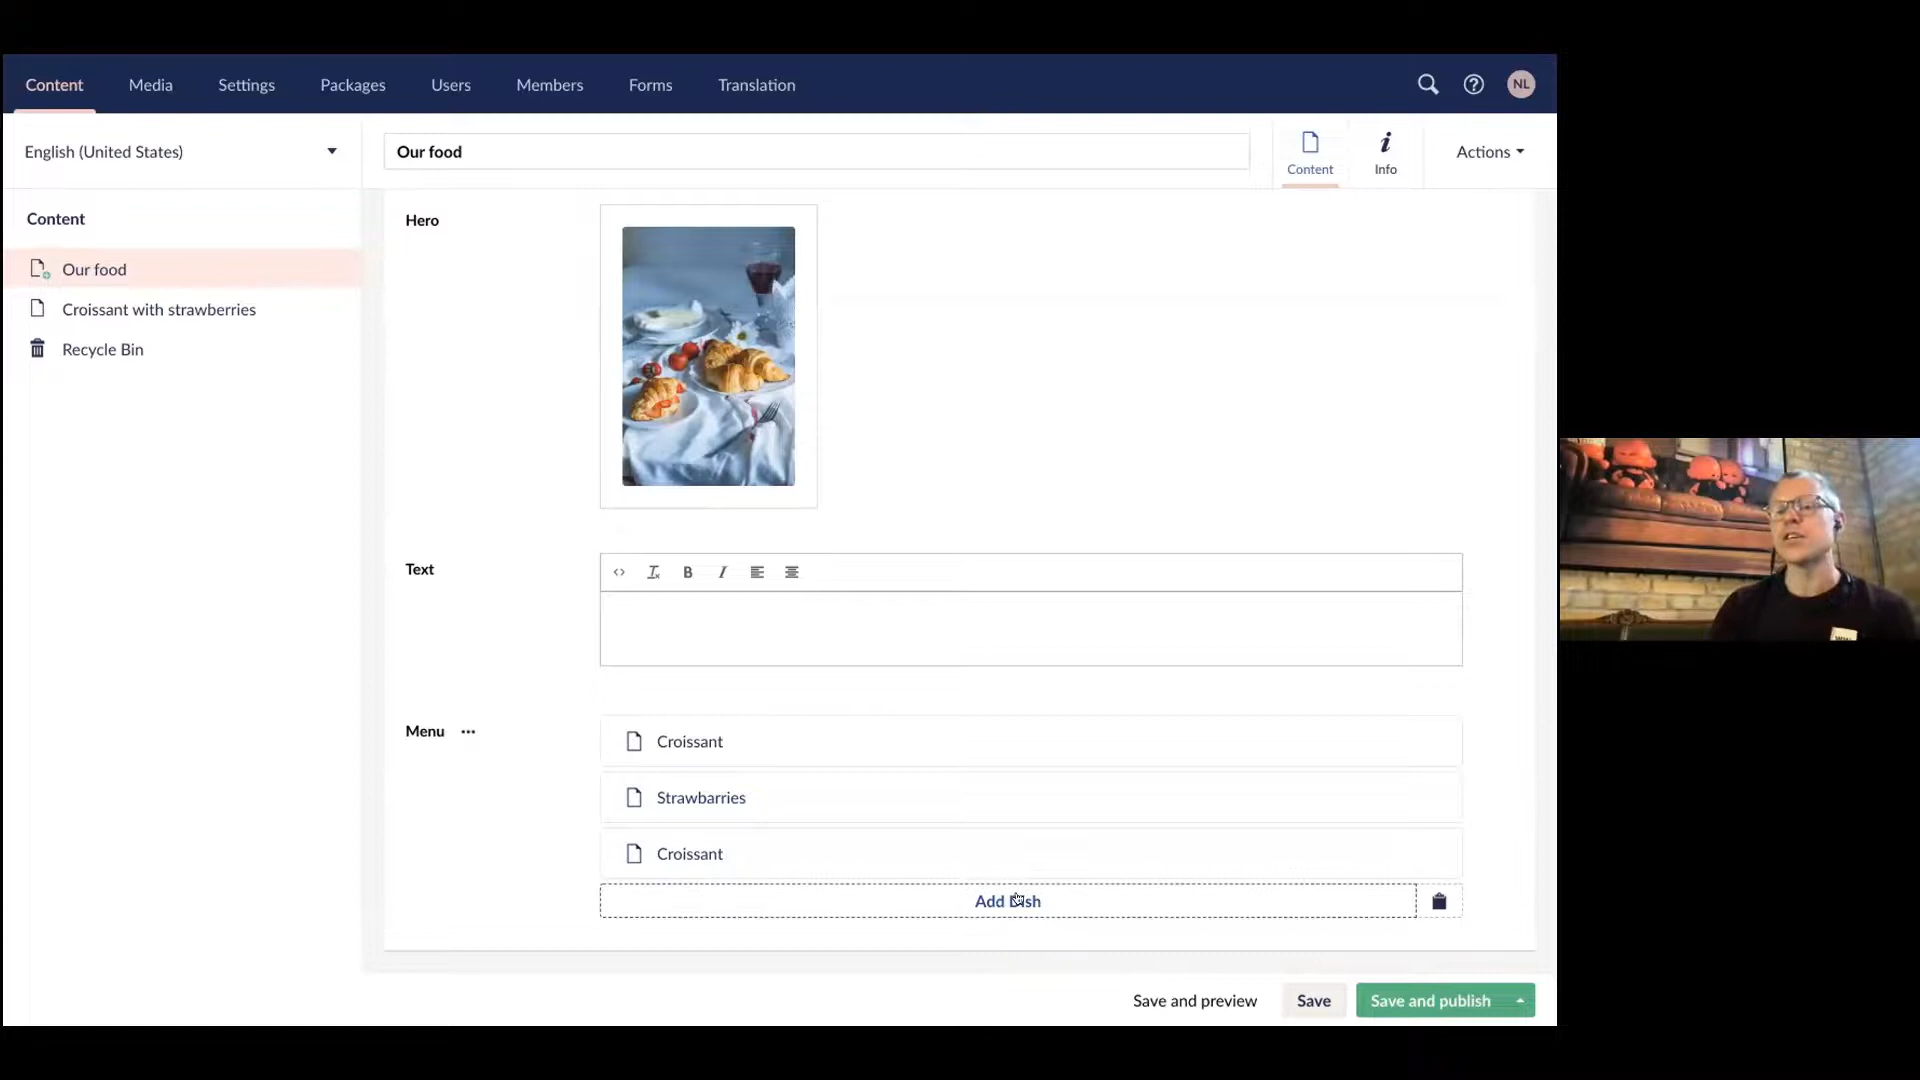 Content Media Settings Packages Users Members Forms Translation NL
English (United States)
Our food
Content Info Actions
Content
Our food
Croissant with strawberries
Recycle Bin
Hero
Text
B I
Menu
Croissant
Strawbarries
Croissant
Add Dish
Save and preview Save Save and publish